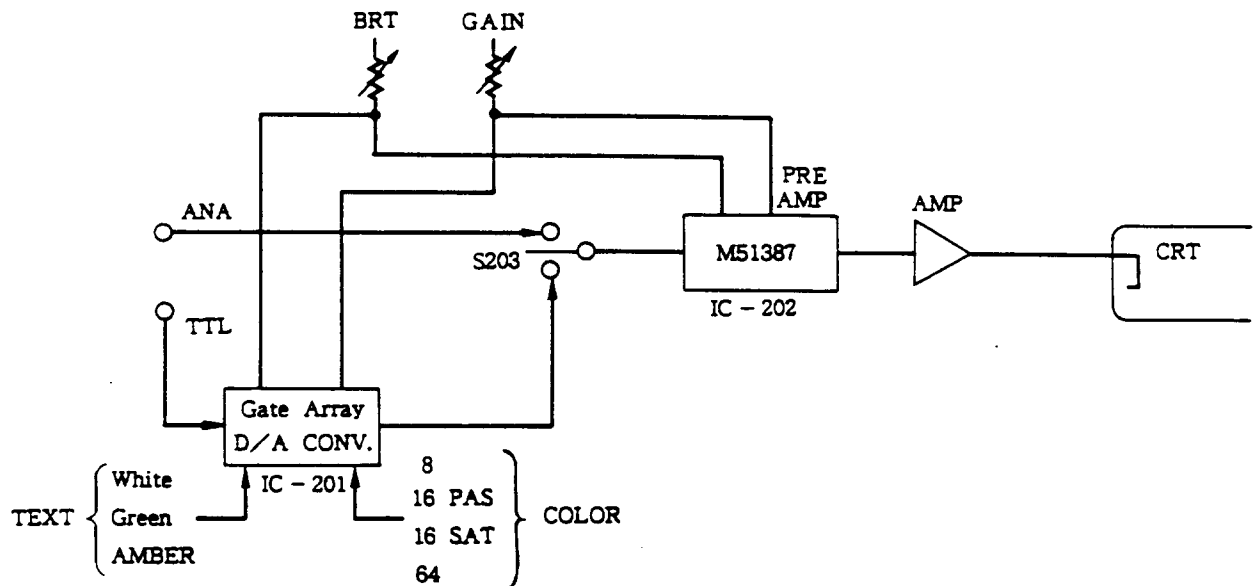 BRT
GAIN
ANA
S203
PRE
AMP
M51387
IC - 202
AMP
CRT
TTL
Gate Array
D/A CONV.
IC - 201
TEXT
White
Green
AMBER
8
16 PAS
16 SAT
64
COLOR